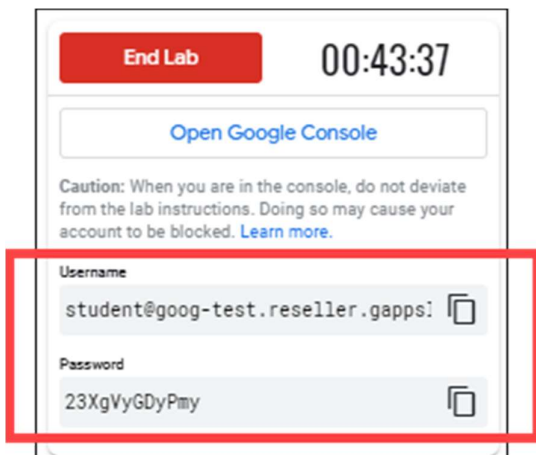 End Lab
00:43:37
Open Google Console
Caution: When you are in the console, do not deviate
from the lab instructions. Doing so may cause your
account to be blocked. Learn more.
Username
student@goog-test.reseller.gappsl
Password
23XgVyGDyPmy